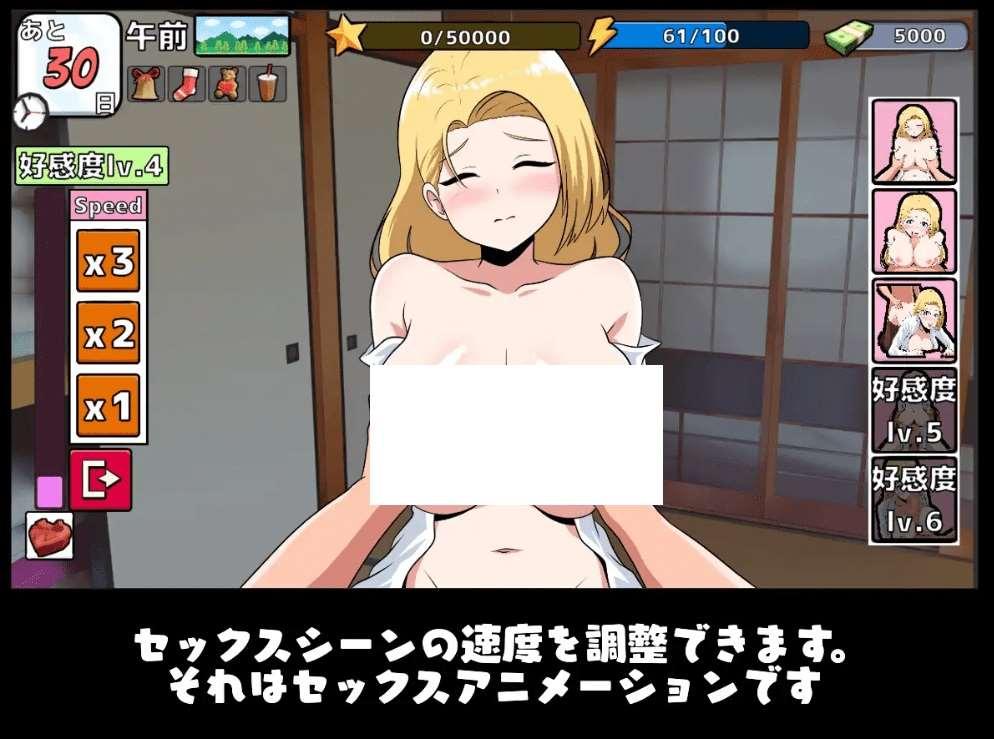 あと
30
日
午前
0/50000
61/100
5000
好感度lv.4
Speed
x3
x2
x1
好感度
lv.5
好感度
lv.6
セックスシーンの速度を調整できます。
それはセックスアニメーションです